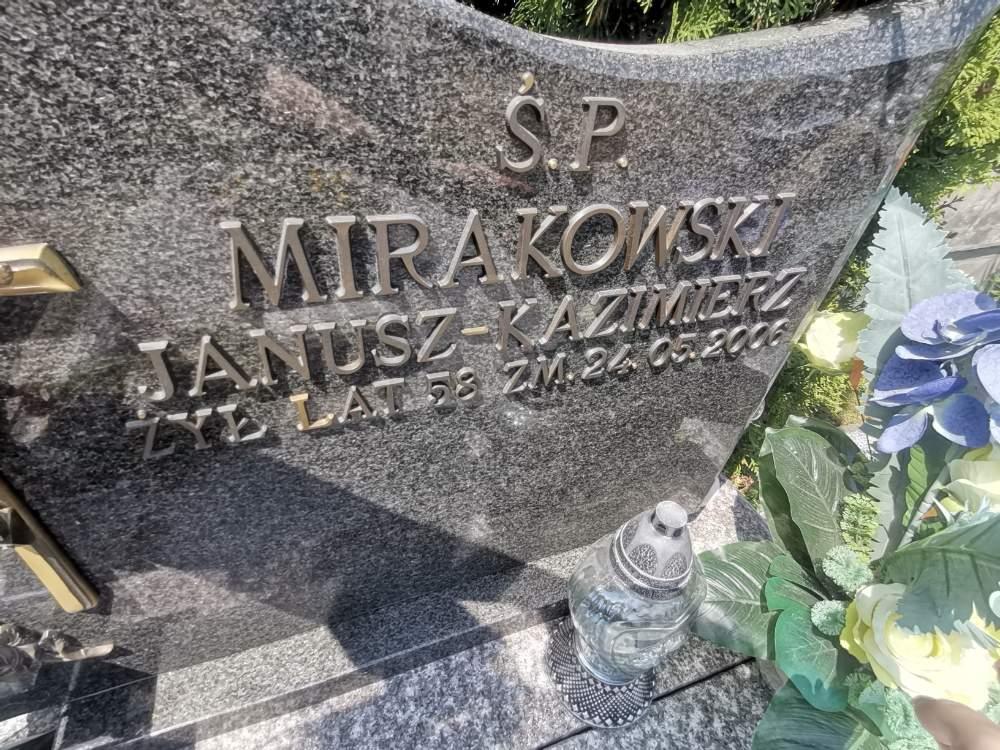 Ś.P.
MIRAKOWSKI
JANUSZ-KAZIMIERZ
ŻYŁ LAT 58 ZM. 24. 05. 2006